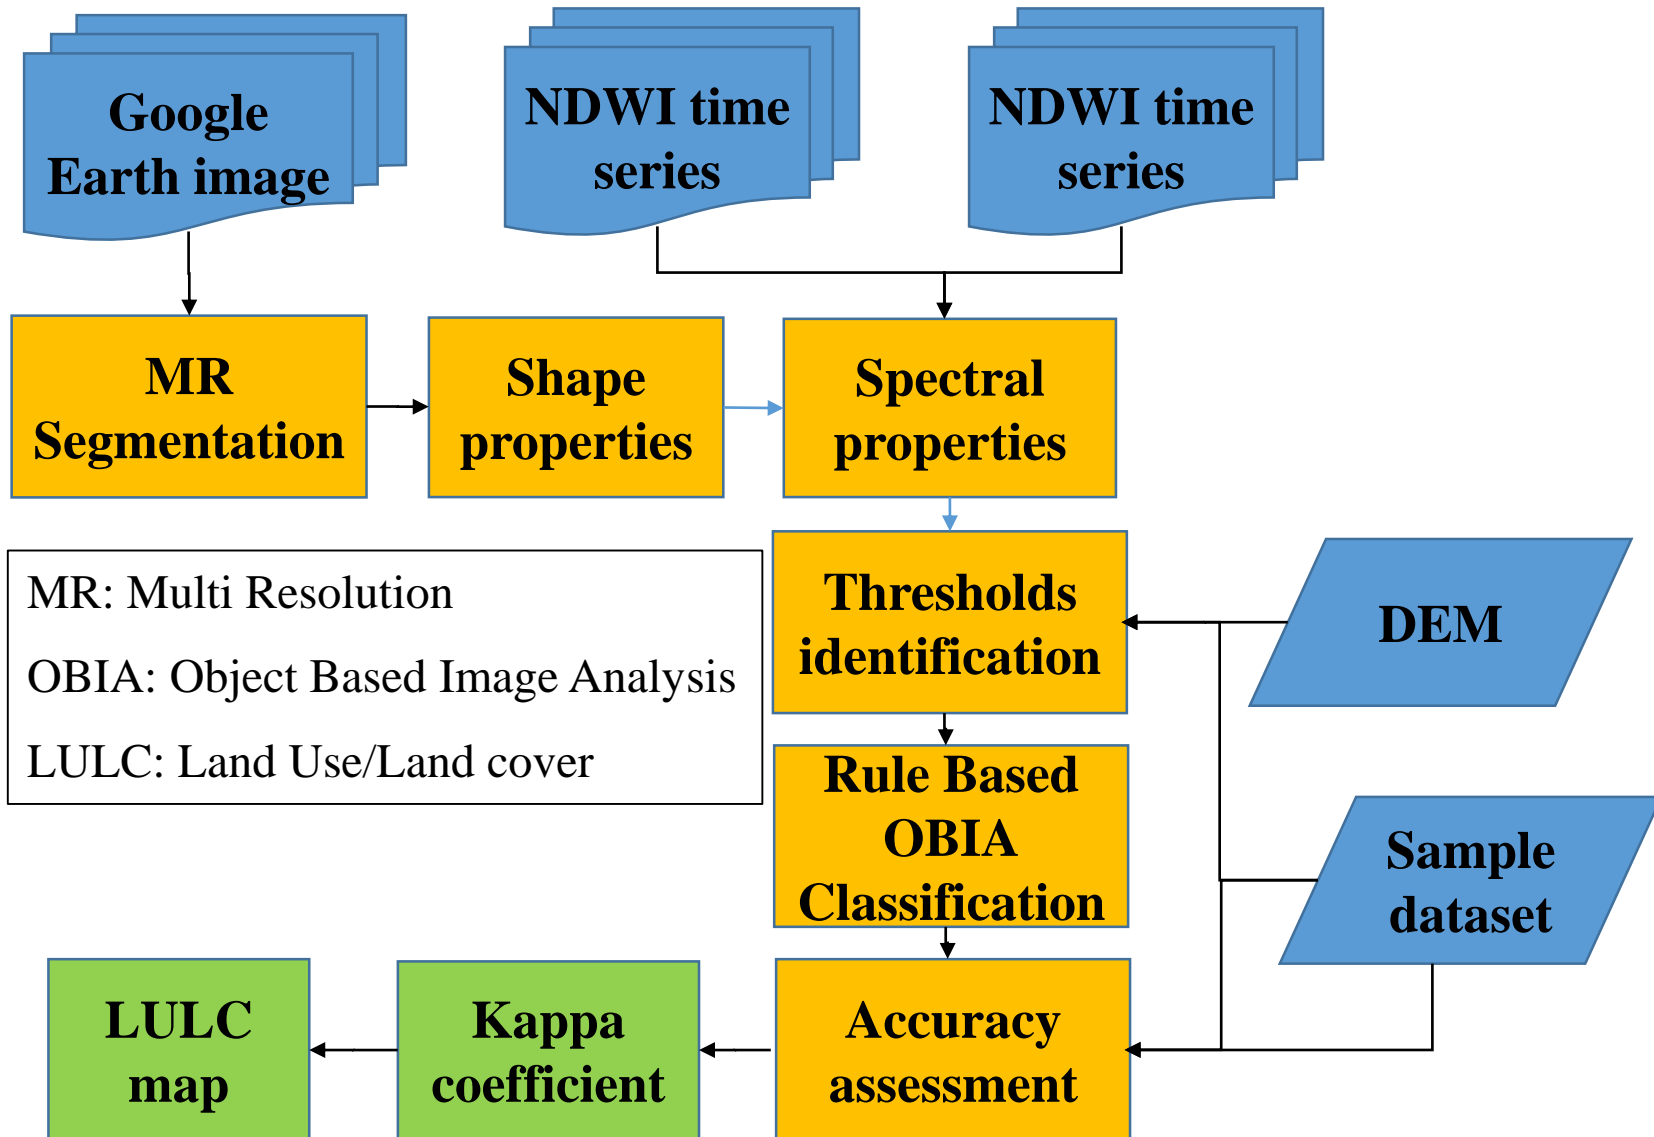 Google
Earth image
NDWI time
series
NDWI time
series
MR
Segmentation
Shape
properties
Spectral
properties
MR: Multi Resolution
OBIA: Object Based Image Analysis
LULC: Land Use/Land cover
Thresholds
identification
DEM
Rule Based
OBIA
Classification
Sample
dataset
LULC
map
Kappa
coefficient
Accuracy
assessment